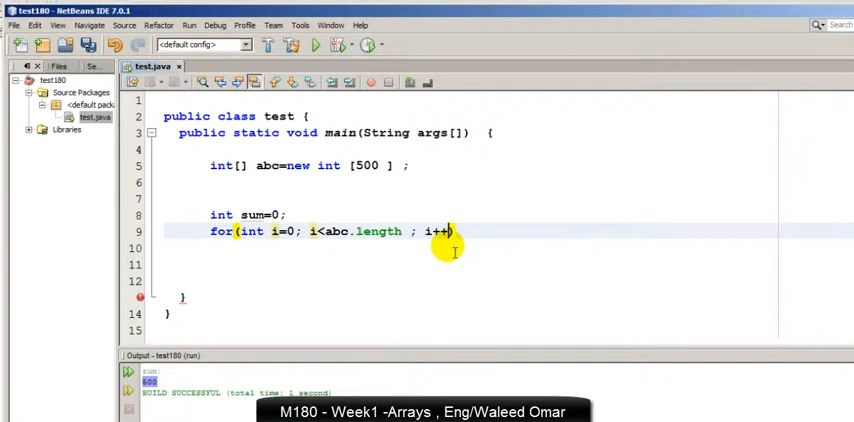 test180 - NetBeans IDE 7.0.1
File Edit View Navigate Source Refactor Run Debug Profile Team Tools Window Help
Search
<default config>
Files Se...
test.java
test180
Source Packages
<default pack
test.java
Libraries
1
2 public class test {
3 public static void main(String args[]) {
4
5 int[] abc=new int [500 ] ;
6
7
8 int sum=0;
9 for(int i=0; i<abc.length ; i++)
10
11
12
}
14 }
15
Output - test180 (run)
run:
500
BUILD SUCCESSFUL (total time: 1 second)
M180 - Week1 -Arrays , Eng/Waleed Omar